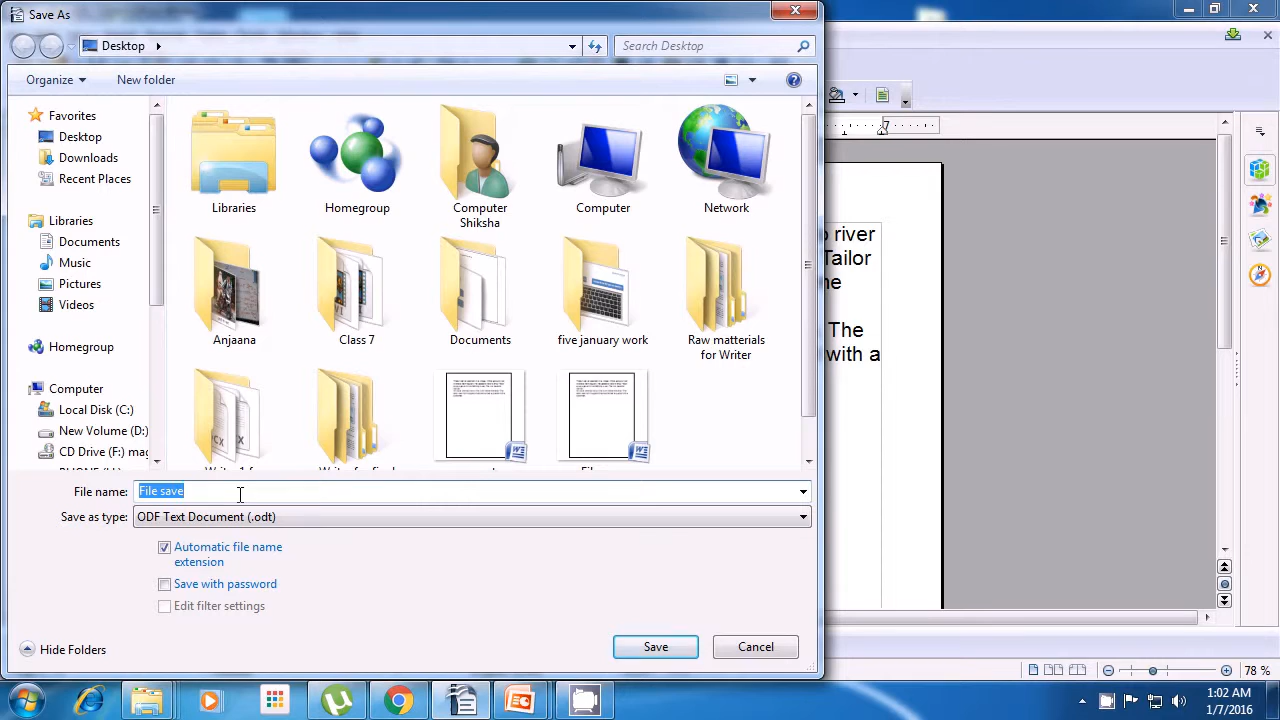 Save As
Desktop
Search Desktop
Organize
New folder
Favorites
Desktop
Downloads
Recent Places
Libraries
Documents
Music
Pictures
Videos
Homegroup
Computer
Local Disk (C:)
New Volume (D:)
CD Drive (F:) mag
Libraries
Homegroup
Computer
Shiksha
Computer
Network
Anjaana
Class 7
Documents
five january work
Raw matterials
for Writer
river
Tailor
he
The
with a
File name:
File save
Save as type:
ODF Text Document (.odt)
Automatic file name
extension
Save with password
Edit filter settings
Hide Folders
Save
Cancel
78 %
1:02 AM
1/7/2016